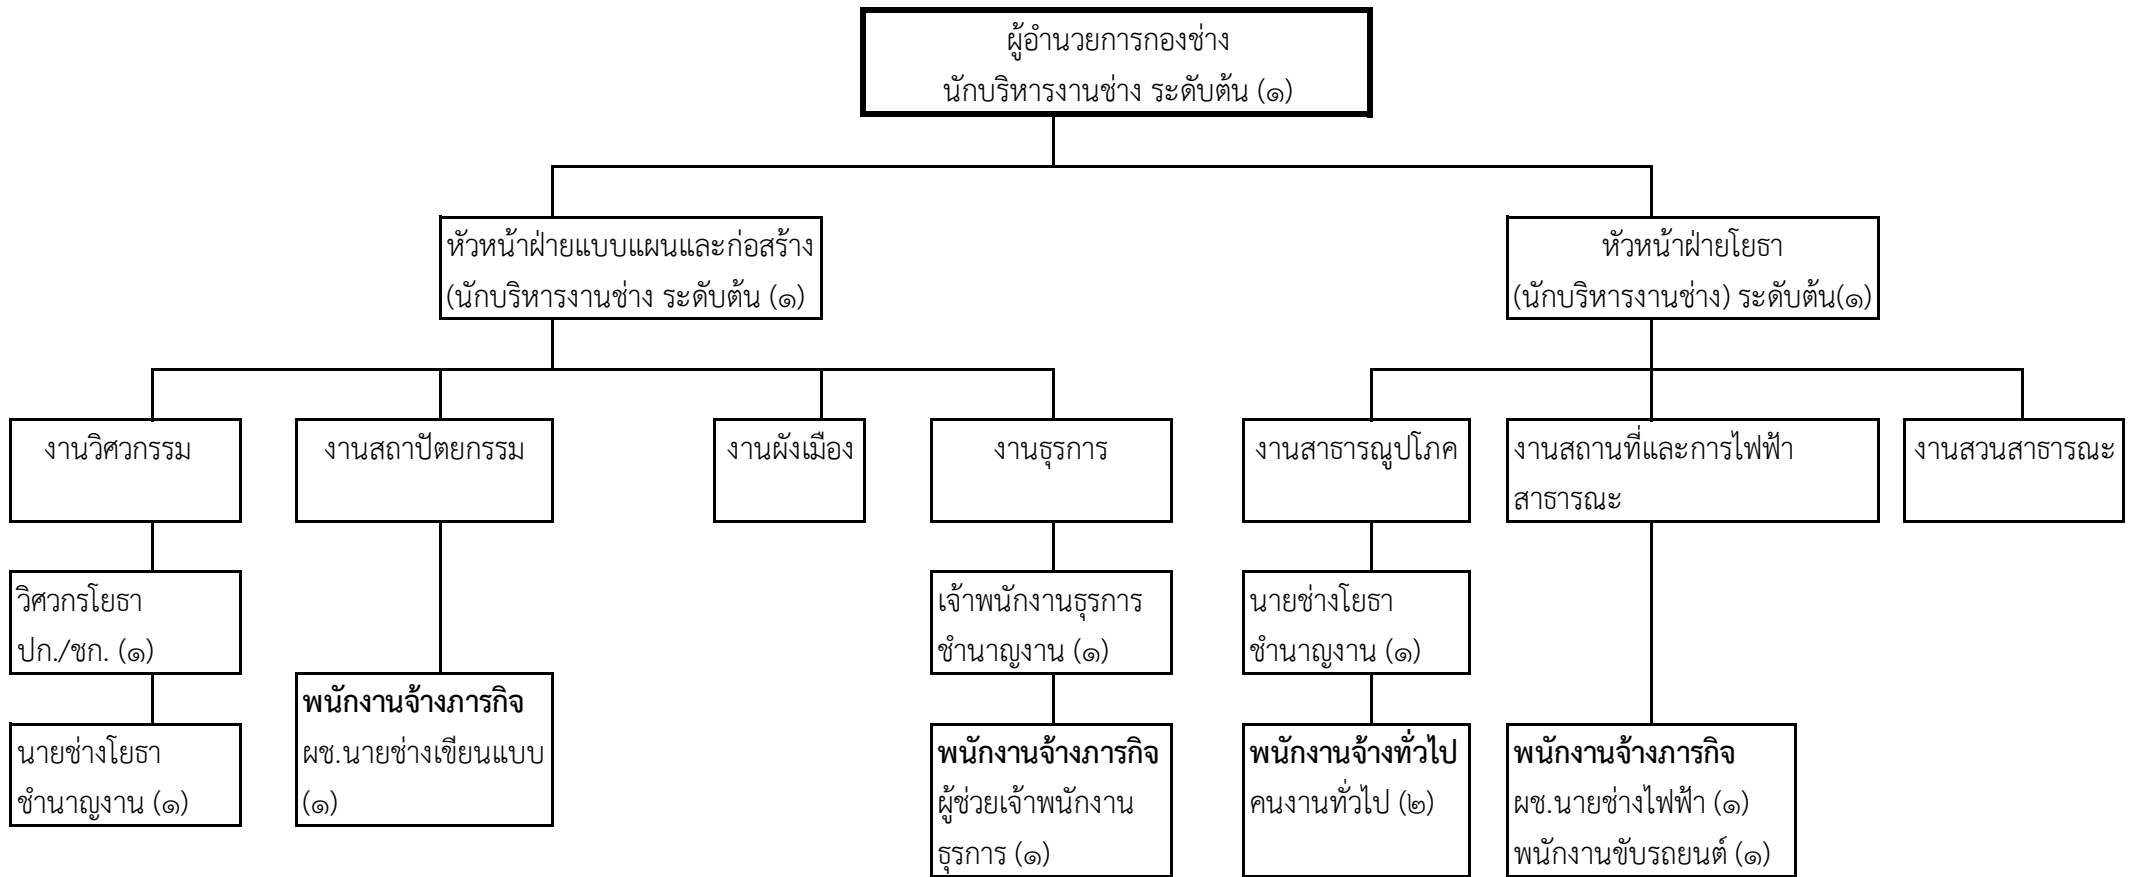 ผู้อำนวยการกองช่าง
นักบริหารงานช่าง ระดับต้น (๑)
หัวหน้าฝ่ายแบบแผนและก่อสร้าง
(นักบริหารงานช่าง ระดับต้น (๑)
หัวหน้าฝ่ายโยธา
(นักบริหารงานช่าง) ระดับต้น(๑)
งานวิศวกรรม
งานสถาปัตยกรรม
งานผังเมือง
งานธุรการ
งานสาธารณูปโภค
งานสถานที่และการไฟฟ้า
สาธารณะ
งานสวนสาธารณะ
วิศวกรโยธา
ปก./ชก. (๑)
เจ้าพนักงานธุรการ
ชำนาญงาน (๑)
นายช่างโยธา
ชำนาญงาน (๑)
นายช่างโยธา
ชำนาญงาน (๑)
พนักงานจ้างภารกิจ
ผช.นายช่างเขียนแบบ
(๑)
พนักงานจ้างภารกิจ
ผู้ช่วยเจ้าพนักงาน
ธุรการ (๑)
พนักงานจ้างทั่วไป
คนงานทั่วไป (๒)
พนักงานจ้างภารกิจ
ผช.นายช่างไฟฟ้า (๑)
พนักงานขับรถยนต์ (๑)